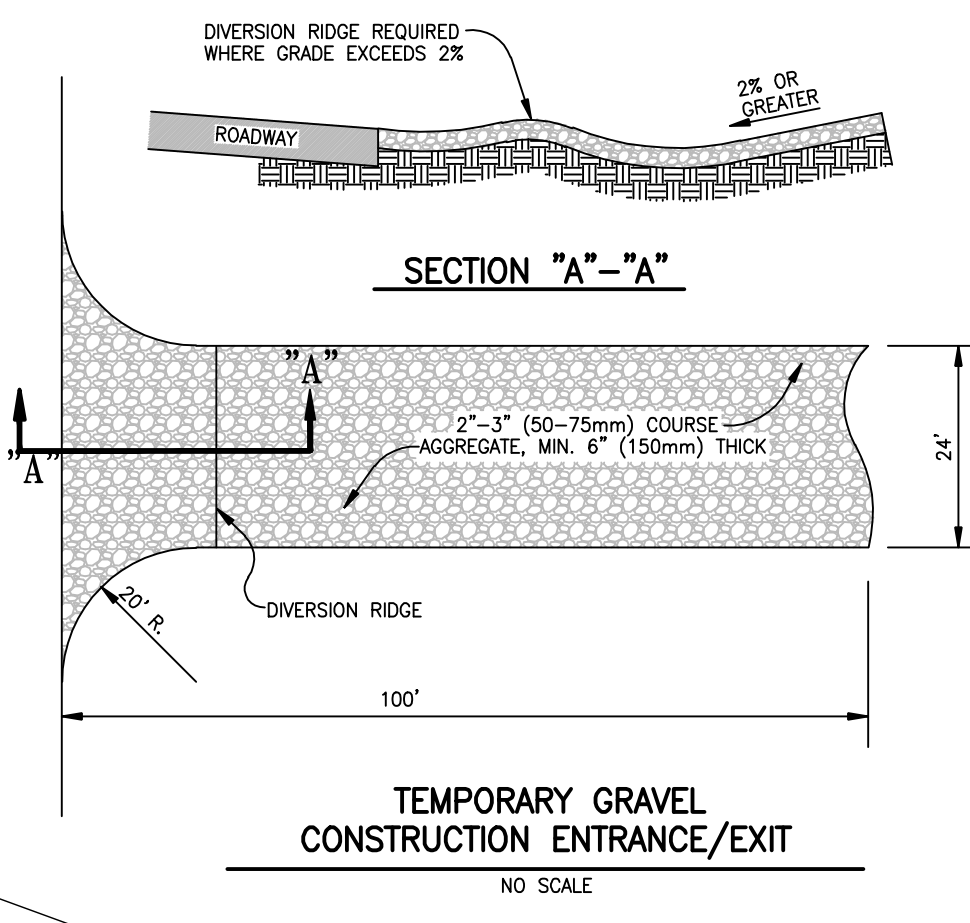 DIVERSION RIDGE REQUIRED
WHERE GRADE EXCEEDS 2%
2% OR
GREATER
ROADWAY
SECTION "A"-"A"
"A"
"A"
2"-3" (50-75mm) COURSE
AGGREGATE, MIN. 6" (150mm) THICK
24'
DIVERSION RIDGE
20' R.
100'
TEMPORARY GRAVEL
CONSTRUCTION ENTRANCE/EXIT
NO SCALE